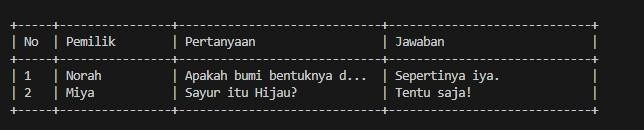 No Pemilik Pertanyaan Jawaban
1 Norah Apakah bumi bentuknya d... Sepertinya iya.
2 Miya Sayur itu Hijau? Tentu saja!